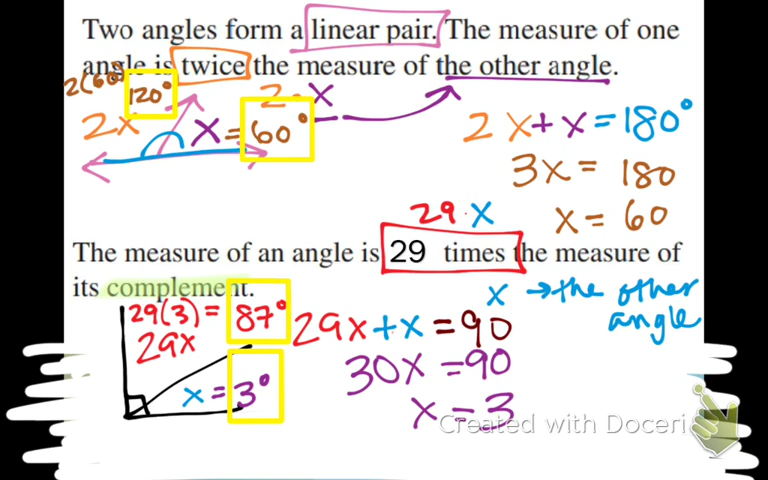 Two angles form a linear pair. The measure of one
angle is twice the measure of the other angle.
2(60)
120°
2·x
2x
x = 60°
2x+x=180°
3x = 180
x = 60
29·x
The measure of an angle is 29 times the measure of
its complement.
x → the other
angle
29(3) = 87°
29x
x = 3°
29x+x=90
30x=90
x=3
Created with Doceri